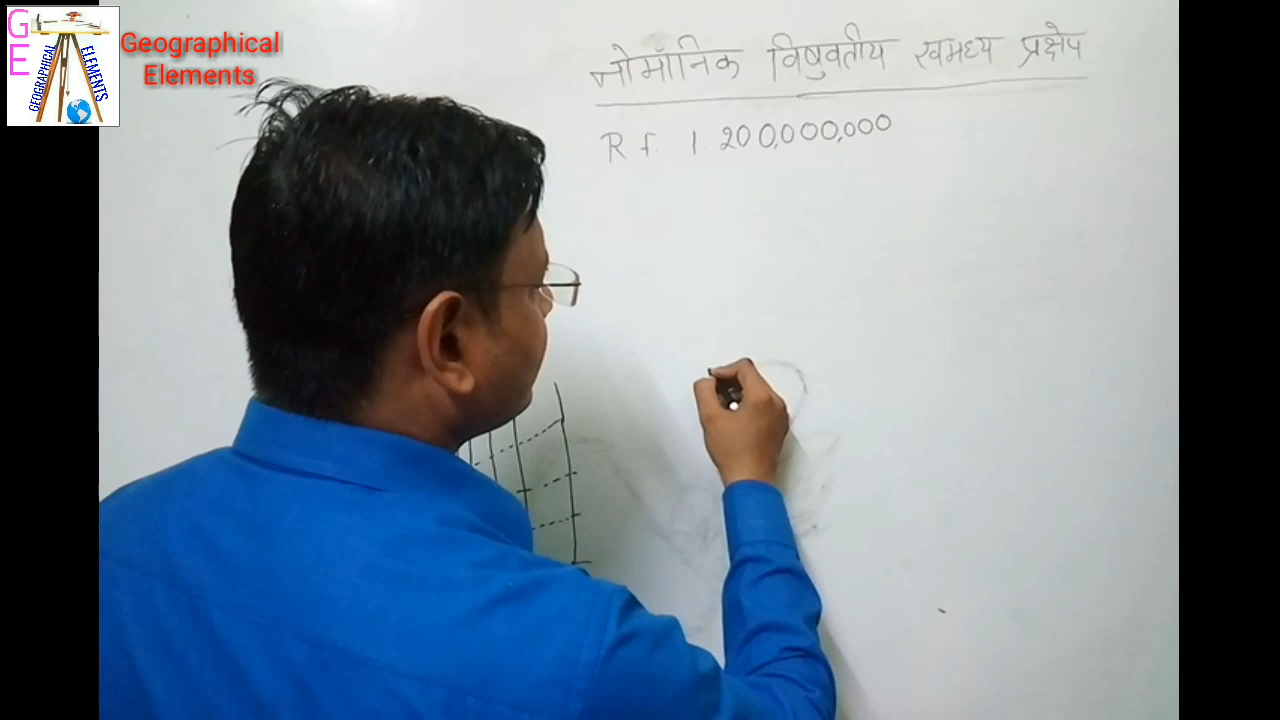 GE
GEOGRAPHICAL
ELEMENTS
Geographical
Elements
नोमॉनिक विषुवतीय खमध्य प्रक्षेप
R f. 1. 200,000,000